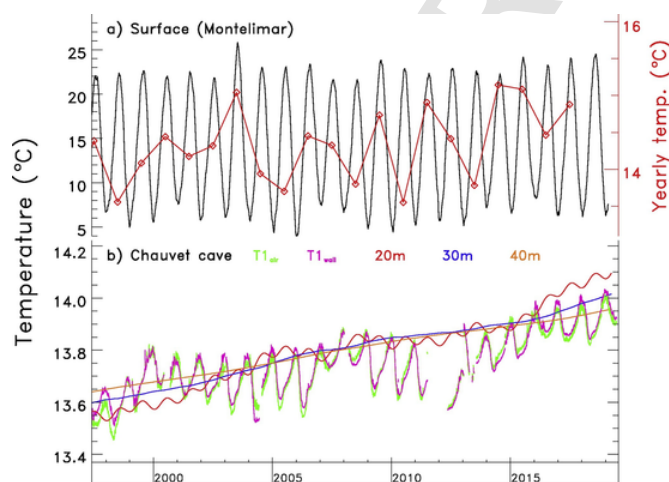 a) Surface (Montelimar)
16
25
20
15
14
10
5
Temperature (°C)
Yearly temp. (°C)
b) Chauvet cave T1air T1wall 20m 30m 40m
14.2
14.0
13.8
13.6
13.4
2000 2005 2010 2015